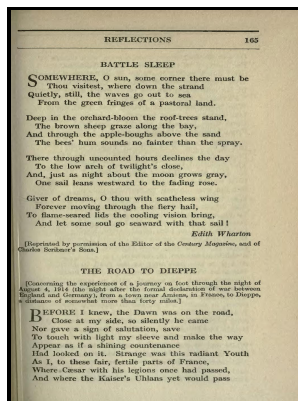 REFLECTIONS 165
BATTLE SLEEP
SOMEWHERE, O sun, some corner there must be
Thou visitest, where down the strand
Quietly, still, the waves go out to sea
From the green fringes of a pastoral land.
Deep in the orchard-bloom the roof-trees stand,
The brown sheep graze along the bay,
And through the apple-boughs above the sand
The bees' hum sounds no fainter than the spray.
There through uncounted hours declines the day
To the low arch of twilight's close,
And, just as night about the moon grows gray,
One sail leans westward to the fading rose.
Giver of dreams, O thou with scatheless wing
Forever moving through the fiery hail,
To flame-seared lids the cooling vision bring,
And let some soul go seaward with that sail!
Edith Wharton
[Reprinted by permission of the Editor of the Century Magazine, and of
Charles Scribner's Sons.]
THE ROAD TO DIEPPE
[Concerning the experiences of a journey on foot through the night of
August 4, 1914 (the night after the formal declaration of war between
England and Germany), from a town near Amiens, in France, to Dieppe,
a distance of somewhat more than forty miles.]
BEFORE I knew, the Dawn was on the road,
Close at my side, so silently he came
Nor gave a sign of salutation, save
To touch with light my sleeve and make the way
Appear as if a shining countenance
Had looked on it. Strange was this radiant Youth
As I, to these fair, fertile parts of France,
Where Cæsar with his legions once had passed,
And where the Kaiser's Uhlans yet would pass